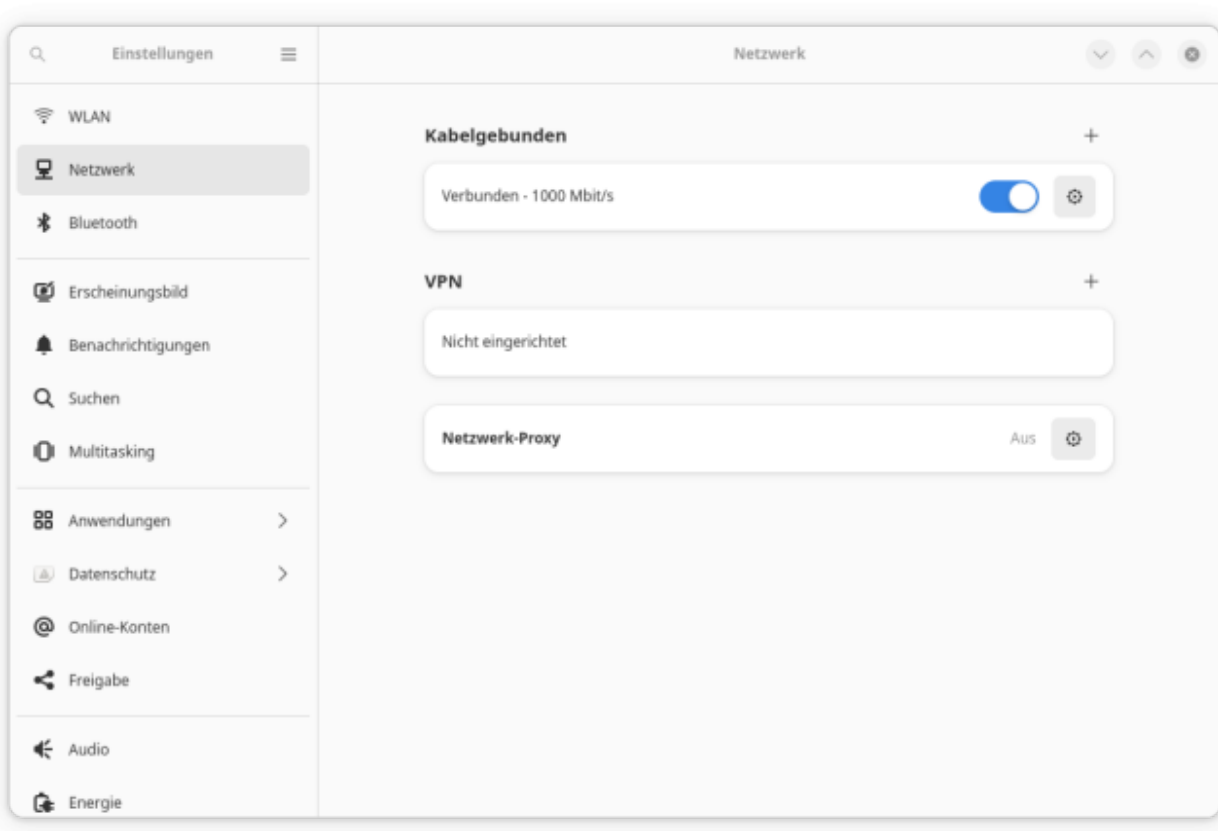 Einstellungen
WLAN
Netzwerk
Bluetooth
Erscheinungsbild
Benachrichtigungen
Suchen
Multitasking
Anwendungen
Datenschutz
Online-Konten
Freigabe
Audio
Energie
Netzwerk
Kabelgebunden
Verbunden - 1000 Mbit/s
VPN
Nicht eingerichtet
Netzwerk-Proxy Aus